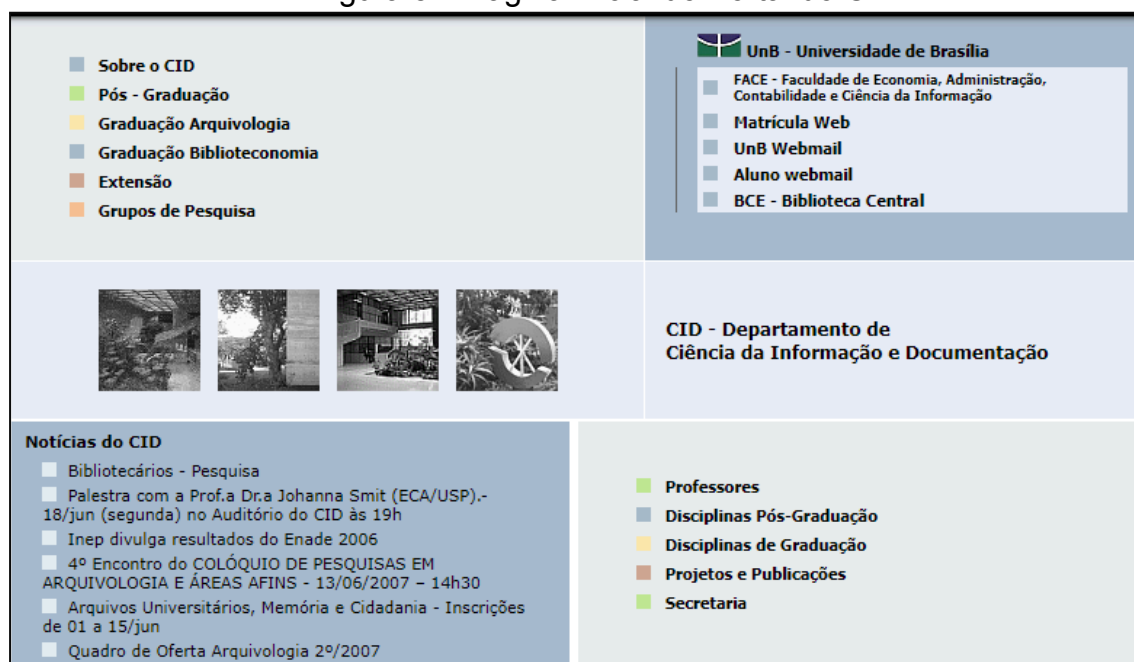 Sobre o CID
Pós - Graduação
Graduação Arquivologia
Graduação Biblioteconomia
Extensão
Grupos de Pesquisa
UnB - Universidade de Brasília
FACE - Faculdade de Economia, Administração,
Contabilidade e Ciência da Informação
Matrícula Web
UnB Webmail
Aluno webmail
BCE - Biblioteca Central
CID - Departamento de
Ciência da Informação e Documentação
Notícias do CID
Bibliotecários - Pesquisa
Palestra com a Prof.a Dr.a Johanna Smit (ECA/USP).-
18/jun (segunda) no Auditório do CID às 19h
Inep divulga resultados do Enade 2006
4º Encontro do COLÓQUIO DE PESQUISAS EM
ARQUIVOLOGIA E ÁREAS AFINS - 13/06/2007 – 14h30
Arquivos Universitários, Memória e Cidadania - Inscrições
de 01 a 15/jun
Quadro de Oferta Arquivologia 2º/2007
Professores
Disciplinas Pós-Graduação
Disciplinas de Graduação
Projetos e Publicações
Secretaria